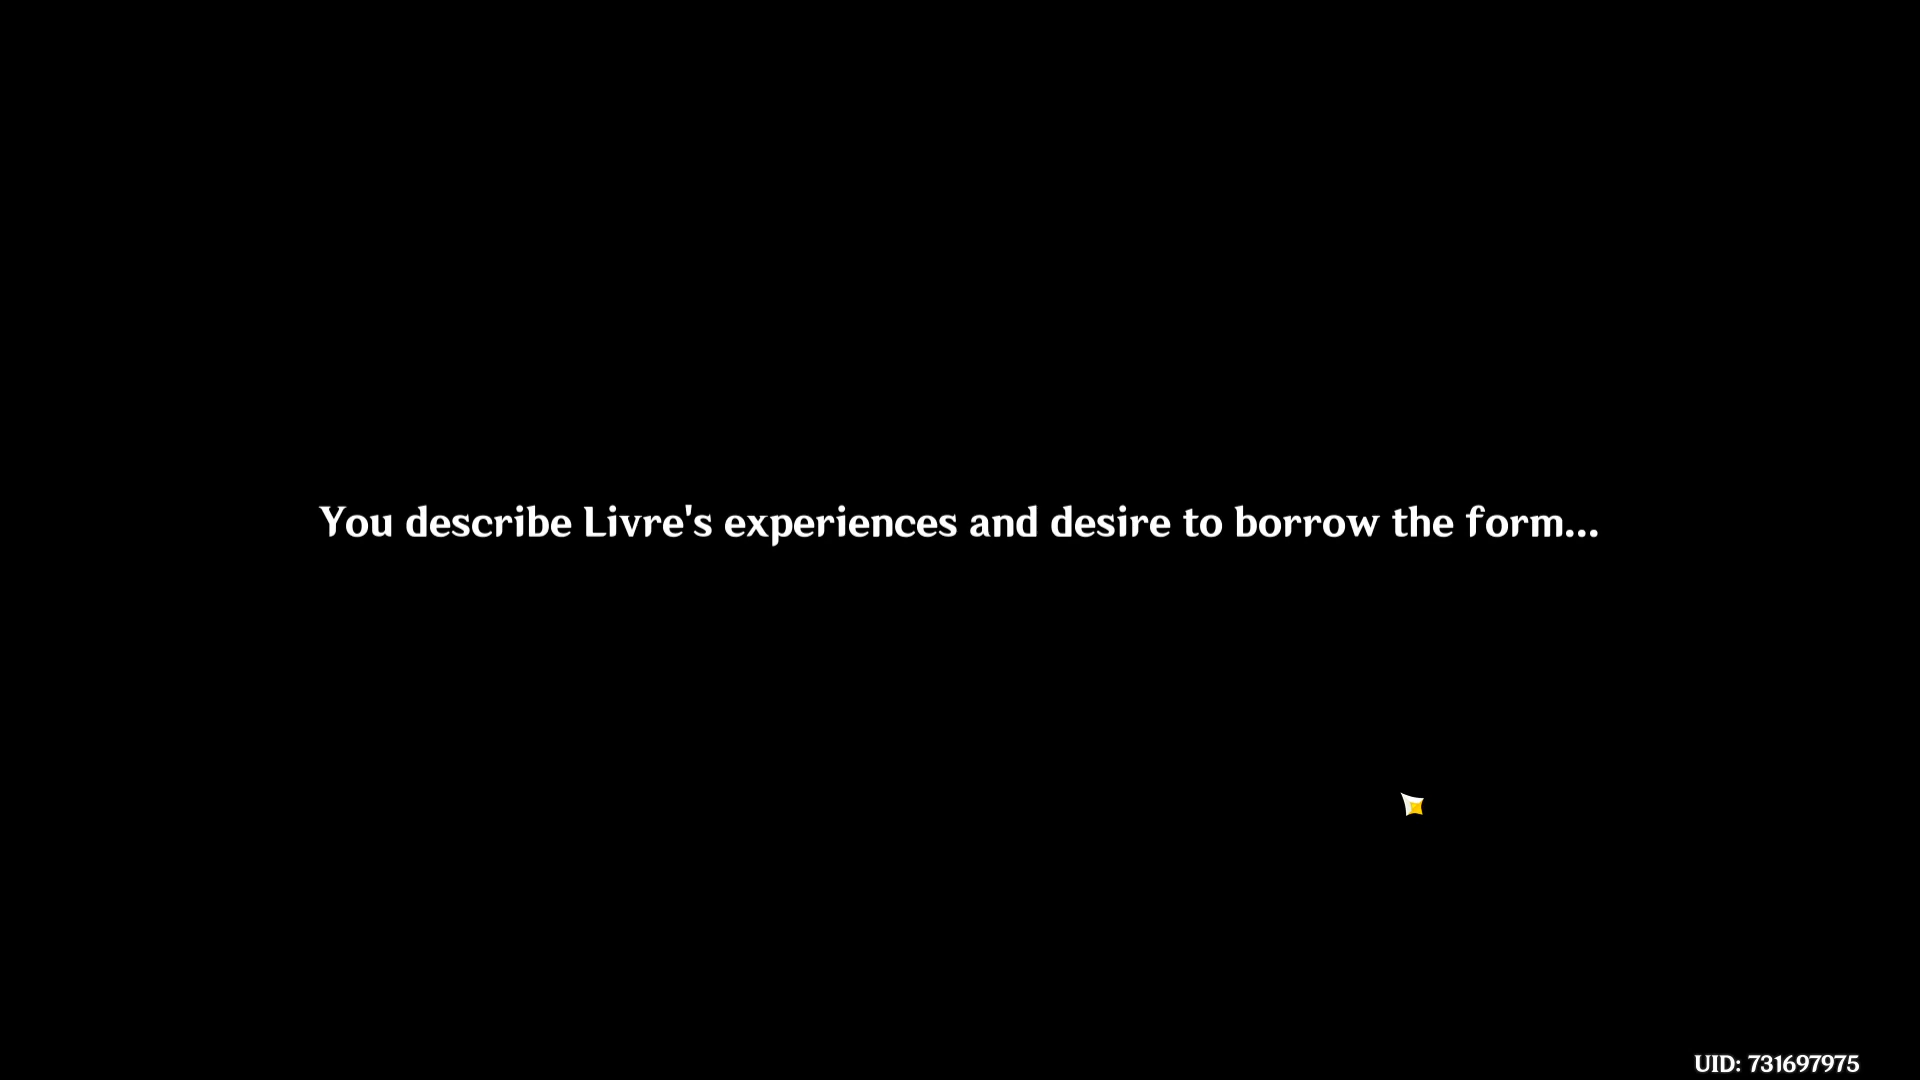 You describe Livre's experiences and desire to borrow the form...
UID: 731697975